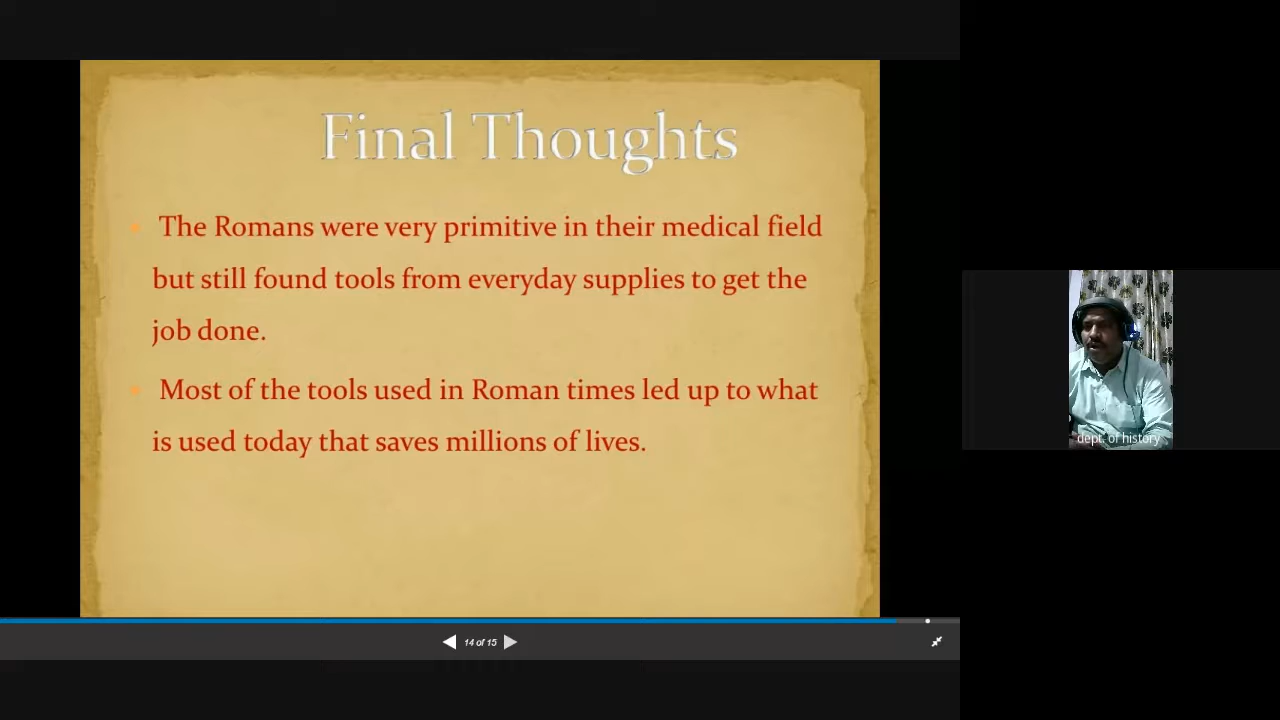 Final Thoughts
The Romans were very primitive in their medical field
but still found tools from everyday supplies to get the
job done.
Most of the tools used in Roman times led up to what
is used today that saves millions of lives.
dept. of history
14 of 15